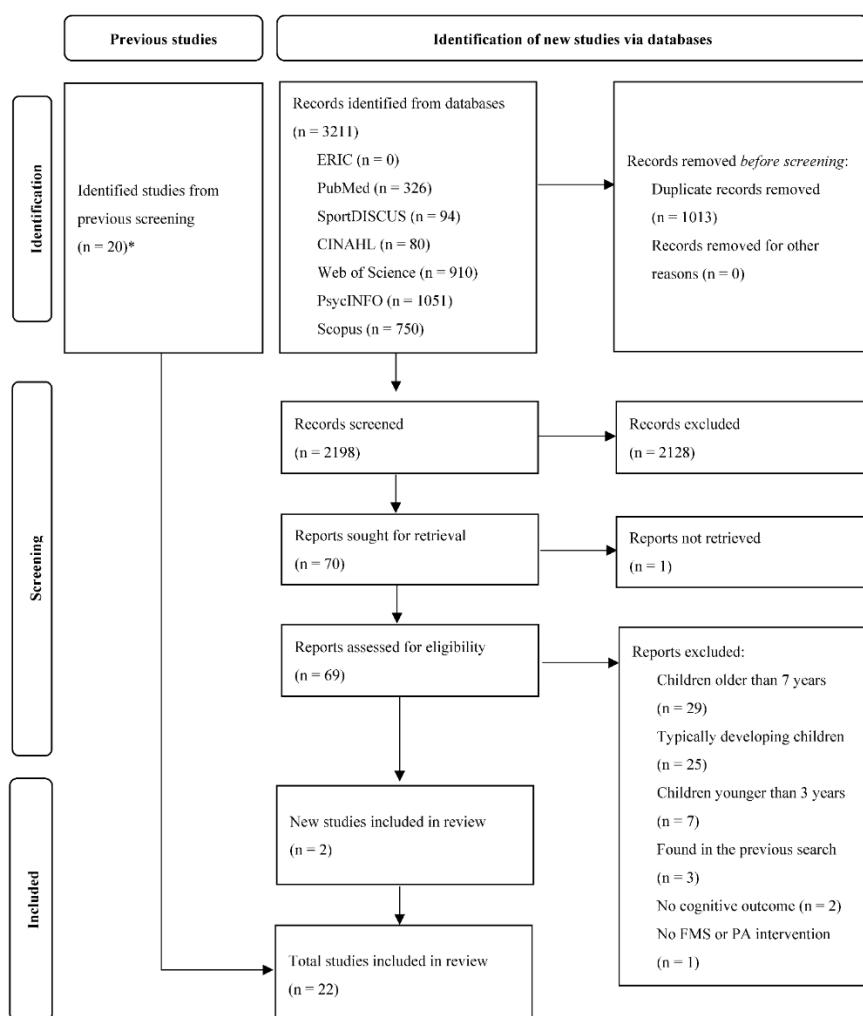 Previous studies
Identification of new studies via databases
Identification
Identified studies from
previous screening
(n = 20)*
Records identified from databases
(n = 3211)
ERIC (n = 0)
PubMed (n = 326)
SportDISCUS (n = 94)
CINAHL (n = 80)
Web of Science (n = 910)
PsycINFO (n = 1051)
Scopus (n = 750)
Records removed before screening:
Duplicate records removed
(n = 1013)
Records removed for other
reasons (n = 0)
Screening
Records screened
(n = 2198)
Records excluded
(n = 2128)
Reports sought for retrieval
(n = 70)
Reports not retrieved
(n = 1)
Reports assessed for eligibility
(n = 69)
Reports excluded:
Children older than 7 years
(n = 29)
Typically developing children
(n = 25)
Children younger than 3 years
(n = 7)
Found in the previous search
(n = 3)
No cognitive outcome (n = 2)
No FMS or PA intervention
(n = 1)
Included
New studies included in review
(n = 2)
Total studies included in review
(n = 22)